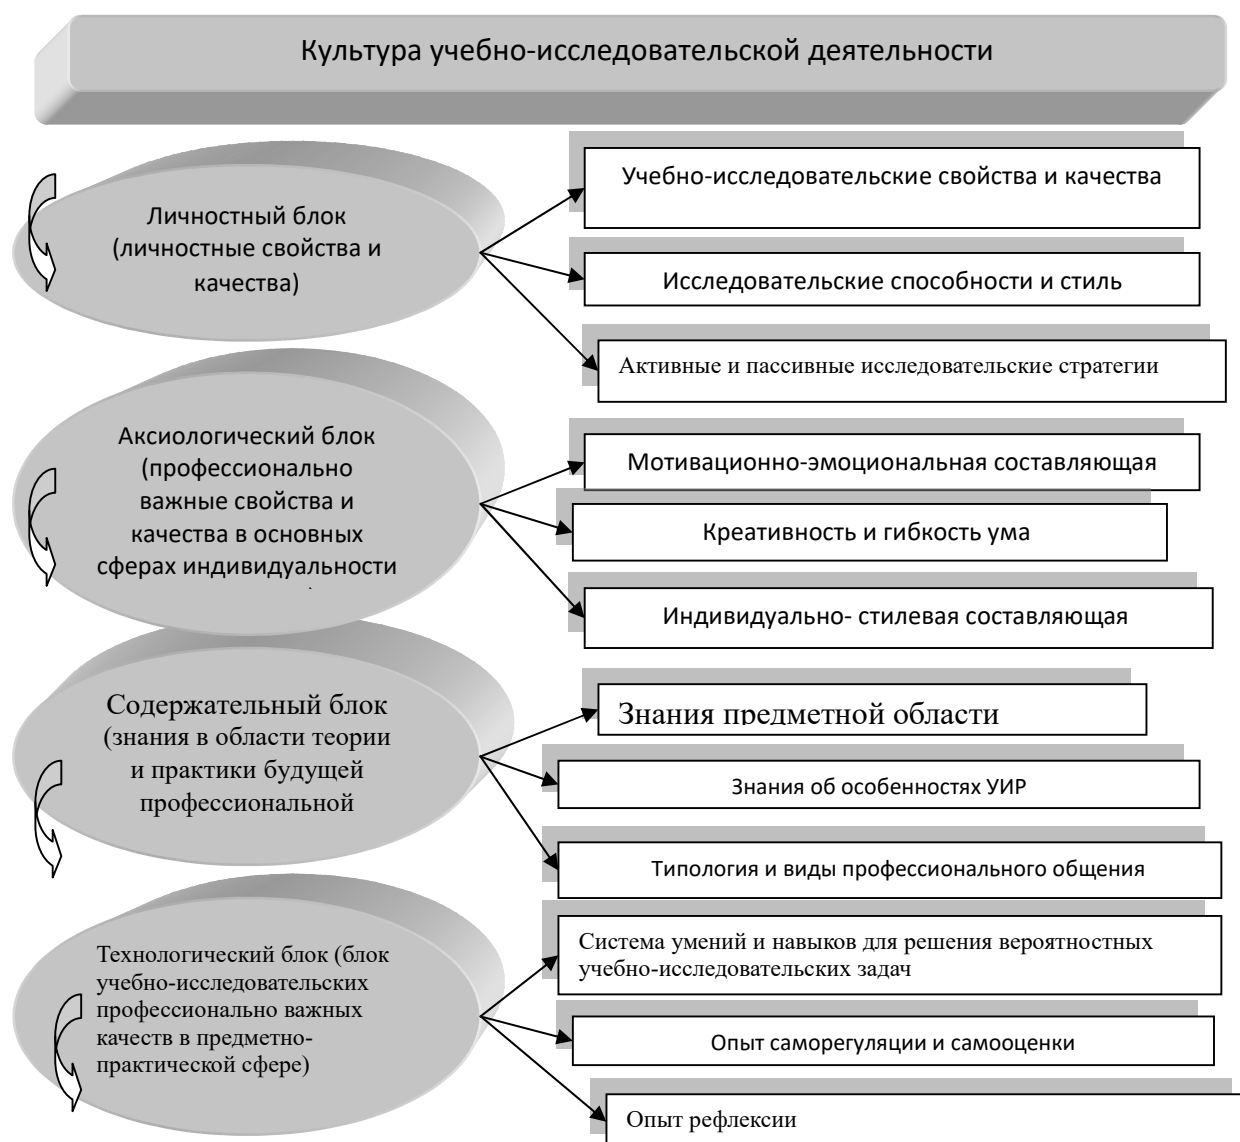 Культура учебно-исследовательской деятельности
Личностный блок
(личностные свойства и
качества)
Учебно-исследовательские свойства и качества
Исследовательские способности и стиль
Активные и пассивные исследовательские стратегии
Аксиологический блок
(профессионально
важные свойства и
качества в основных
сферах индивидуальности
Мотивационно-эмоциональная составляющая
Креативность и гибкость ума
Индивидуально- стилевая составляющая
Содержательный блок
(знания в области теории
и практики будущей
профессиональной
Знания предметной области
Знания об особенностях УИР
Типология и виды профессионального общения
Технологический блок (блок
учебно-исследовательских
профессионально важных
качеств в предметно-
практической сфере)
Система умений и навыков для решения вероятностных
учебно-исследовательских задач
Опыт саморегуляции и самооценки
Опыт рефлексии